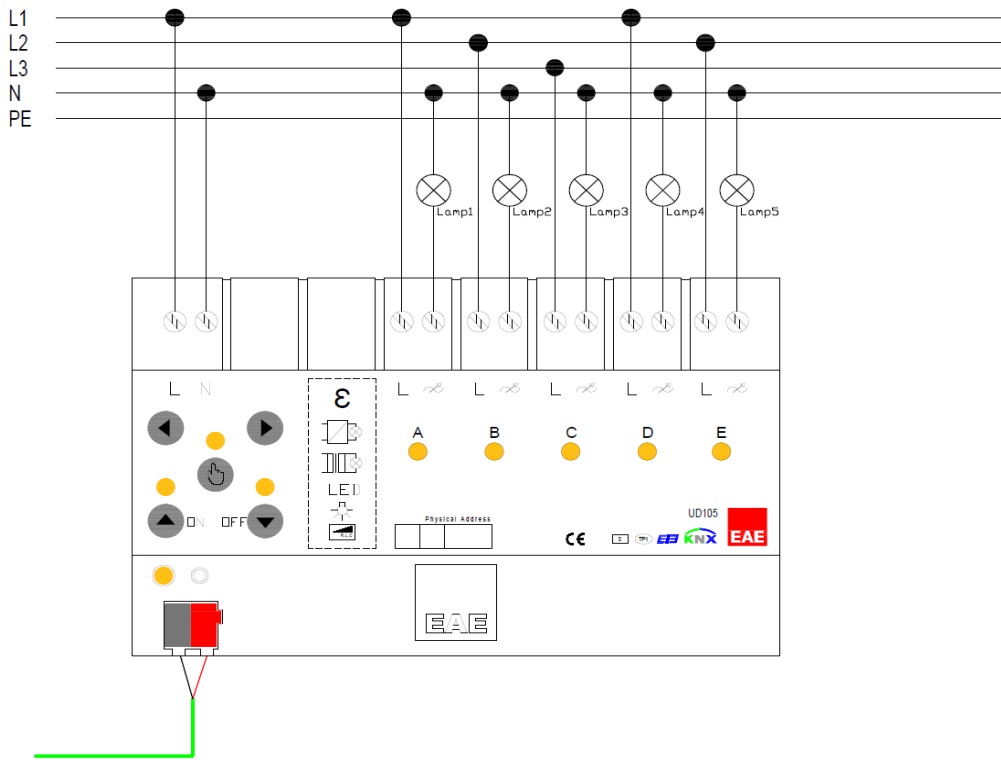 L1
L2
L3
N
PE
Lamp1 Lamp2 Lamp3 Lamp4 Lamp5
L N L L L L L
ε
A B C D E
LED
ON OFF
R,L,C
Physical Address
UD105
CE TP1 KNX EAE
EAE